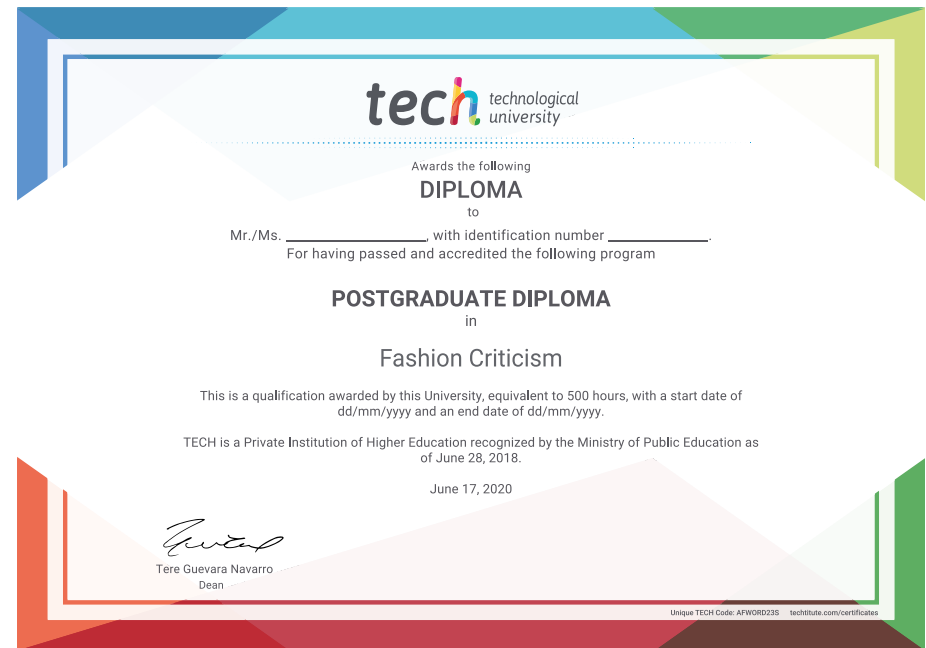 tech technological
university
Awards the following
DIPLOMA
to
Mr./Ms. ____________________, with identification number ______________.
For having passed and accredited the following program
POSTGRADUATE DIPLOMA
in
Fashion Criticism
This is a qualification awarded by this University, equivalent to 500 hours, with a start date of
dd/mm/yyyy and an end date of dd/mm/yyyy.
TECH is a Private Institution of Higher Education recognized by the Ministry of Public Education as
of June 28, 2018.
June 17, 2020
Tere Guevara Navarro
Dean
Unique TECH Code: AFWORD23S techtitute.com/certificates